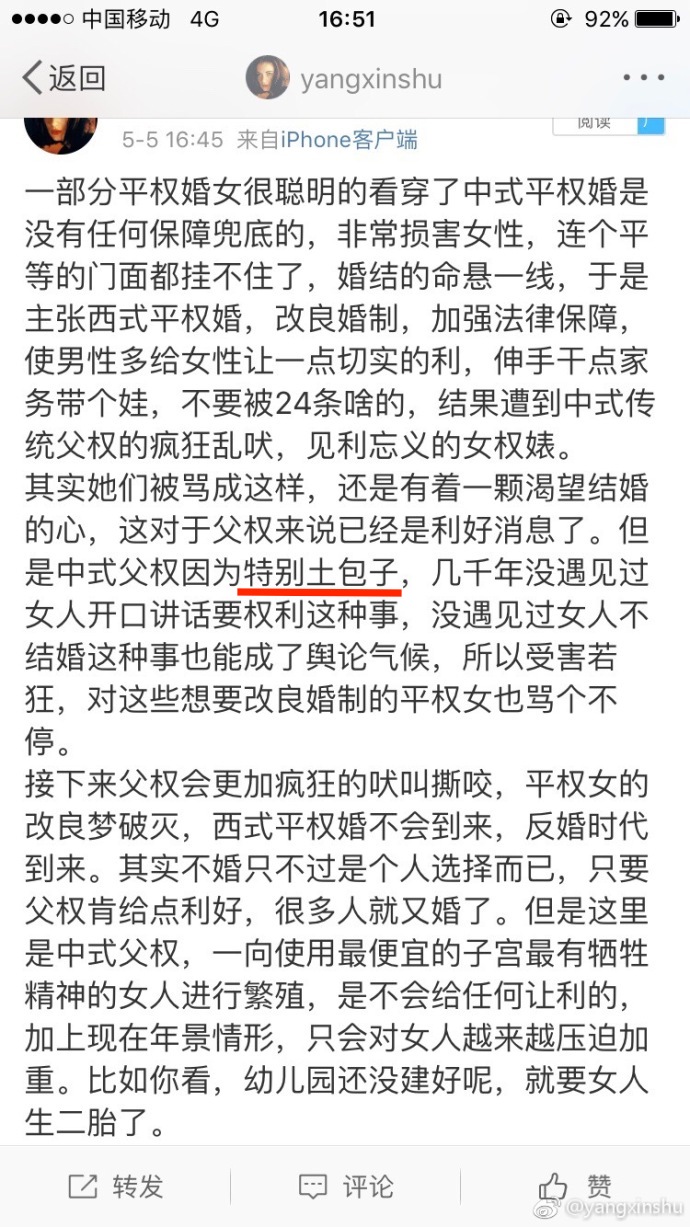 中国移动 4G 16:51 92%
返回 yangxinshu
5-5 16:45 来自iPhone客户端 阅读
一部分平权婚女很聪明的看穿了中式平权婚是
没有任何保障兜底的，非常损害女性，连个平
等的门面都挂不住了，婚结的命悬一线，于是
主张西式平权婚，改良婚制，加强法律保障，
使男性多给女性让一点切实的利，伸手干点家
务带个娃，不要被24条啥的，结果遭到中式传
统父权的疯狂乱吠，见利忘义的女权婊。
其实她们被骂成这样，还是有着一颗渴望结婚
的心，这对于父权来说已经是利好消息了。但
是中式父权因为特别土包子，几千年没遇见过
女人开口讲话要权利这种事，没遇见过女人不
结婚这种事也能成了舆论气候，所以受害若
狂，对这些想要改良婚制的平权女也骂个不
停。
接下来父权会更加疯狂的吠叫撕咬，平权女的
改良梦破灭，西式平权婚不会到来，反婚时代
到来。其实不婚只不过是个人选择而已，只要
父权肯给点利好，很多人就又婚了。但是这里
是中式父权，一向使用最便宜的子宫最有牺牲
精神的女人进行繁殖，是不会给任何让利的，
加上现在年景情形，只会对女人越来越压迫加
重。比如你看，幼儿园还没建好呢，就要女人
生二胎了。
转发 评论 赞
@yangxinshu